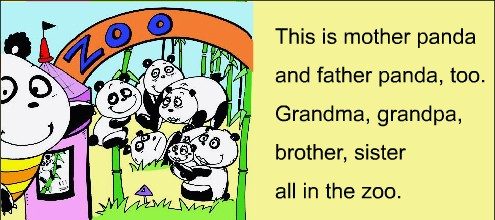 ZOO
This is mother panda
and father panda, too.
Grandma, grandpa,
brother, sister
all in the zoo.